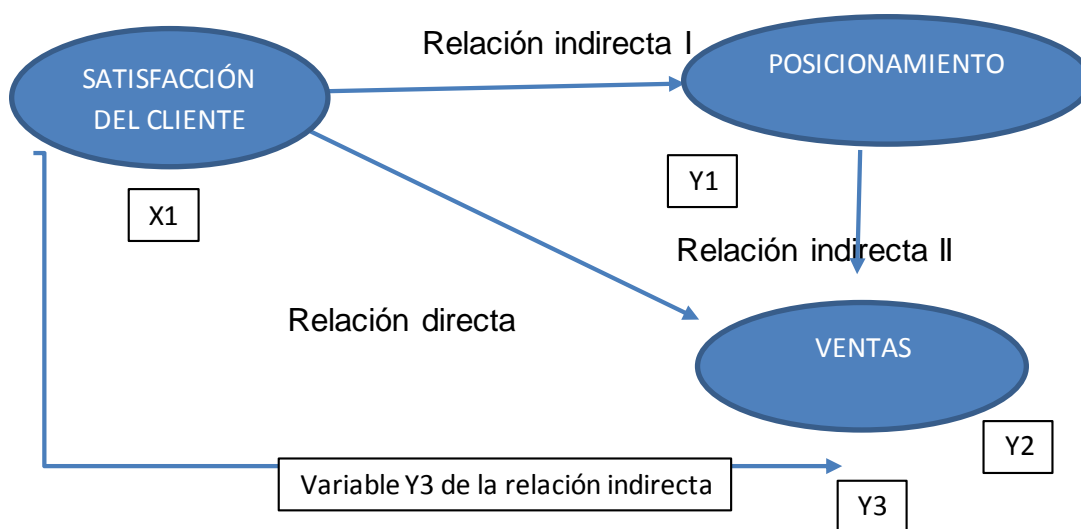 Relación indirecta I
SATISFACCIÓN
DEL CLIENTE
POSICIONAMIENTO
X1
Y1
Relación indirecta II
Relación directa
VENTAS
Y2
Variable Y3 de la relación indirecta
Y3